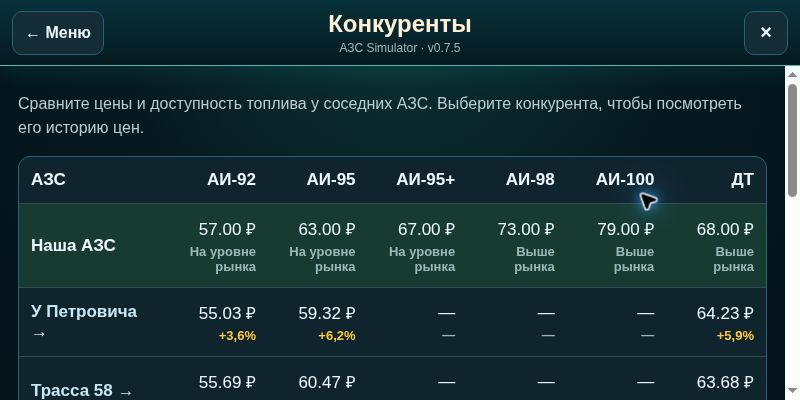 ← Меню
Конкуренты
×
АЗС Simulator · v0.7.5
Сравните цены и доступность топлива у соседних АЗС. Выберите конкурента, чтобы посмотреть
его историю цен.
АЗС АИ-92 АИ-95 АИ-95+ АИ-98 АИ-100 ДТ
Наша АЗС 57.00 ₽ 63.00 ₽ 67.00 ₽ 73.00 ₽ 79.00 ₽ 68.00 ₽
На уровне На уровне На уровне Выше Выше Выше
рынка рынка рынка рынка рынка рынка
У Петровича 55.03 ₽ 59.32 ₽ — — — 64.23 ₽
→ +3,6% +6,2% — — — +5,9%
Трасса 58 → 55.69 ₽ 60.47 ₽ — — — 63.68 ₽